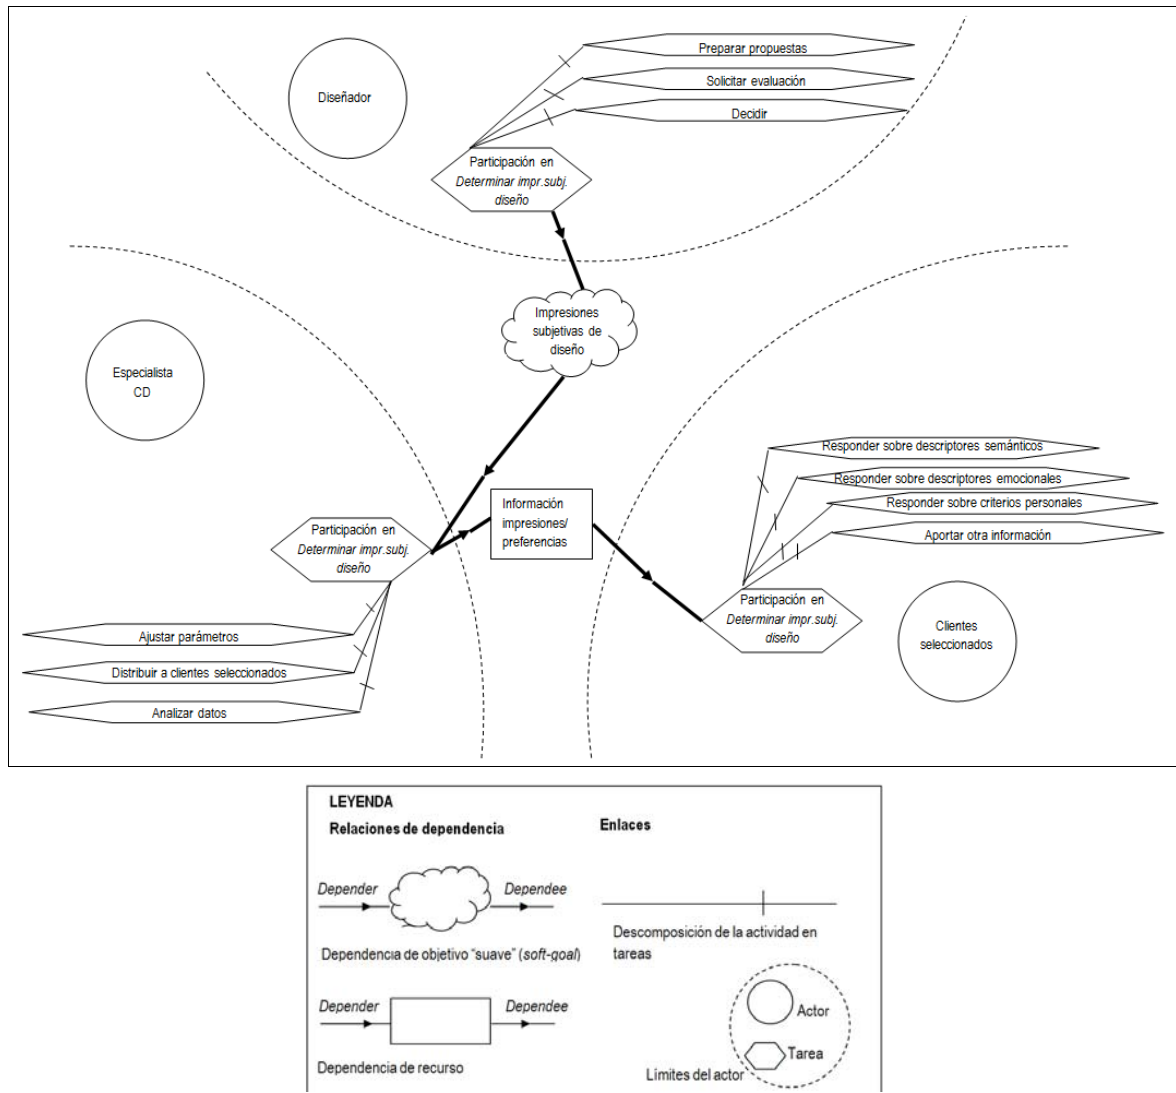 Preparar propuestas
Solicitar evaluación
Decidir
Diseñador
Participación en
Determinar impr.subj.
diseño
Impresiones
subjetivas de
diseño
Especialista
CD
Responder sobre descriptores semánticos
Responder sobre descriptores emocionales
Responder sobre criterios personales
Aportar otra información
Información
impresiones/
preferencias
Participación en
Determinar impr.subj.
diseño
Participación en
Determinar impr.subj.
diseño
Clientes
seleccionados
Ajustar parámetros
Distribuir a clientes seleccionados
Analizar datos
LEYENDA
Relaciones de dependencia
Enlaces
Depender
Dependee
Dependencia de objetivo "suave" (soft-goal)
Descomposición de la actividad en
tareas
Depender
Dependee
Dependencia de recurso
Actor
Tarea
Límites del actor